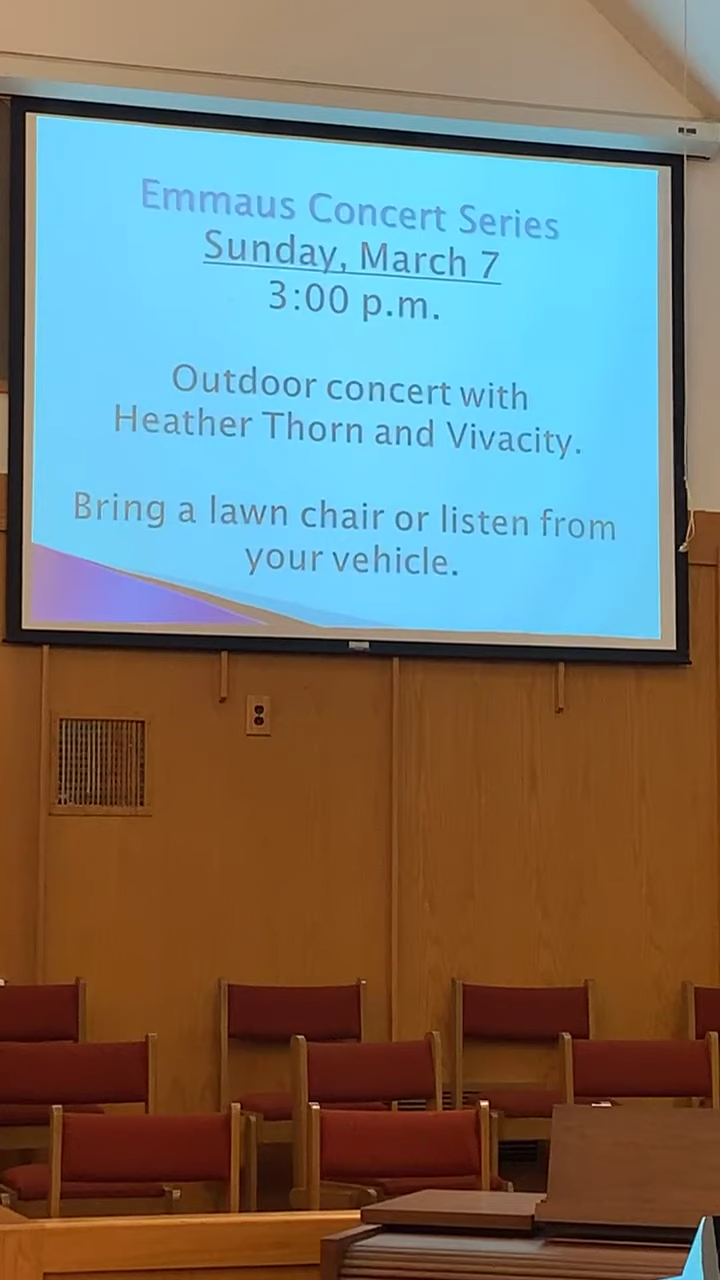 Emmaus Concert Series
Sunday, March 7
3:00 p.m.
Outdoor concert with
Heather Thorn and Vivacity.
Bring a lawn chair or listen from
your vehicle.